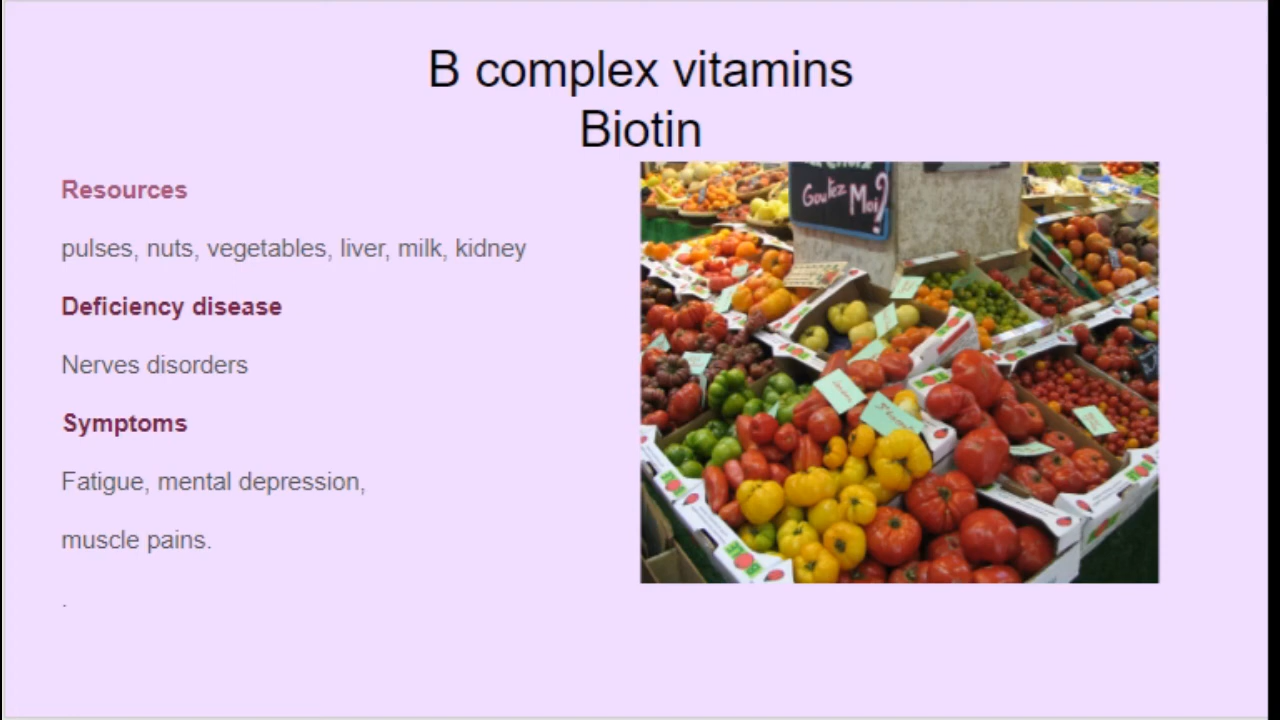 B complex vitamins
Biotin
Resources
pulses, nuts, vegetables, liver, milk, kidney
Deficiency disease
Nerves disorders
Symptoms
Fatigue, mental depression,
muscle pains.
.
Goutez
Moi